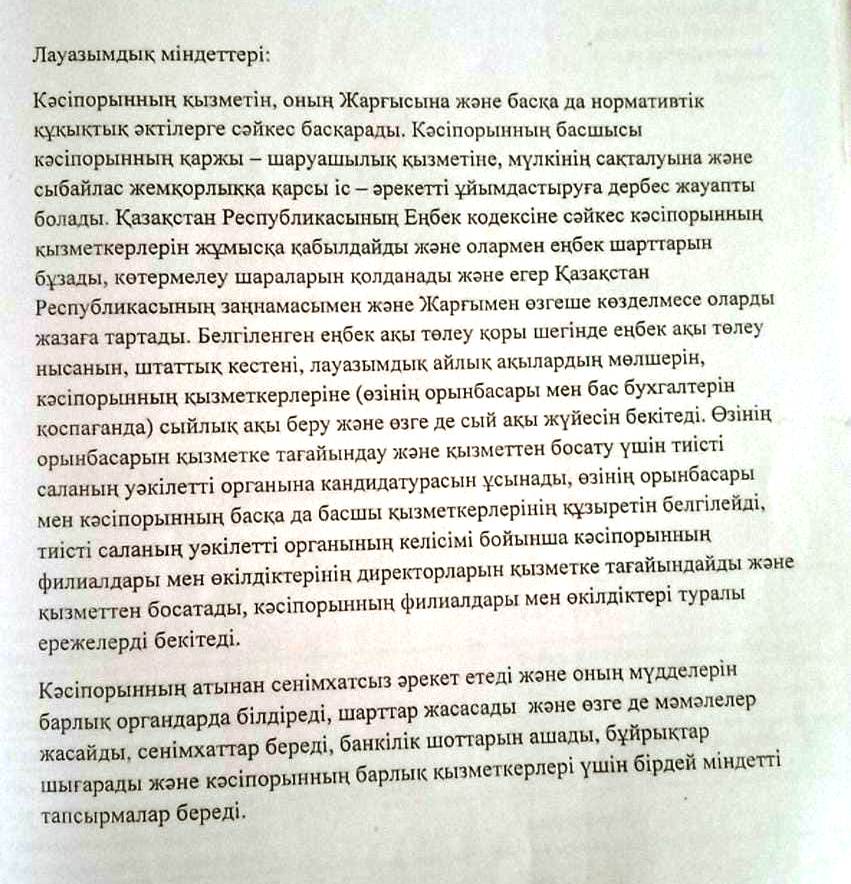 Лауазымдық міндеттері:
Кәсіпорынның қызметін, оның Жарғысына және басқа да нормативтік
құқықтық әктілерге сәйкес басқарады. Кәсіпорынның басшысы
кәсіпорынның қаржы – шаруашылық қызметіне, мүлкінің сақталуына және
сыбайлас жемқорлыққа қарсы іс – әрекетті ұйымдастыруға дербес жауапты
болады. Қазақстан Республикасының Еңбек кодексіне сәйкес кәсіпорынның
қызметкерлерін жұмысқа қабылдайды және олармен еңбек шарттарын
бұзады, көтермелеу шараларын қолданады және егер Қазақстан
Республикасының заңнамасымен және Жарғымен өзгеше көзделмесе оларды
жазаға тартады. Белгіленген еңбек ақы төлеу қоры шегінде еңбек ақы төлеу
нысанын, штаттық кестені, лауазымдық айлық ақылардың мөлшерін,
кәсіпорынның қызметкерлеріне (өзінің орынбасары мен бас бухгалтерін
қоспағанда) сыйлық ақы беру және өзге де сый ақы жүйесін бекітеді. Өзінің
орынбасарын қызметке тағайындау және қызметтен босату үшін тиісті
саланың уәкілетті органына кандидатурасын ұсынады, өзінің орынбасары
мен кәсіпорынның басқа да басшы қызметкерлерінің құзыретін белгілейді,
тиісті саланың уәкілетті органының келісімі бойынша кәсіпорынның
филиалдары мен өкілдіктерінің директорларын қызметке тағайындайды және
қызметтен босатады, кәсіпорынның филиалдары мен өкілдіктері туралы
ережелерді бекітеді.
Кәсіпорынның атынан сенімхатсыз әрекет етеді және оның мүдделерін
барлық органдарда білдіреді, шарттар жасасады және өзге де мәмәлелер
жасайды, сенімхаттар береді, банкілік шоттарын ашады, бұйрықтар
шығарады және кәсіпорынның барлық қызметкерлері үшін бірдей міндетті
тапсырмалар береді.